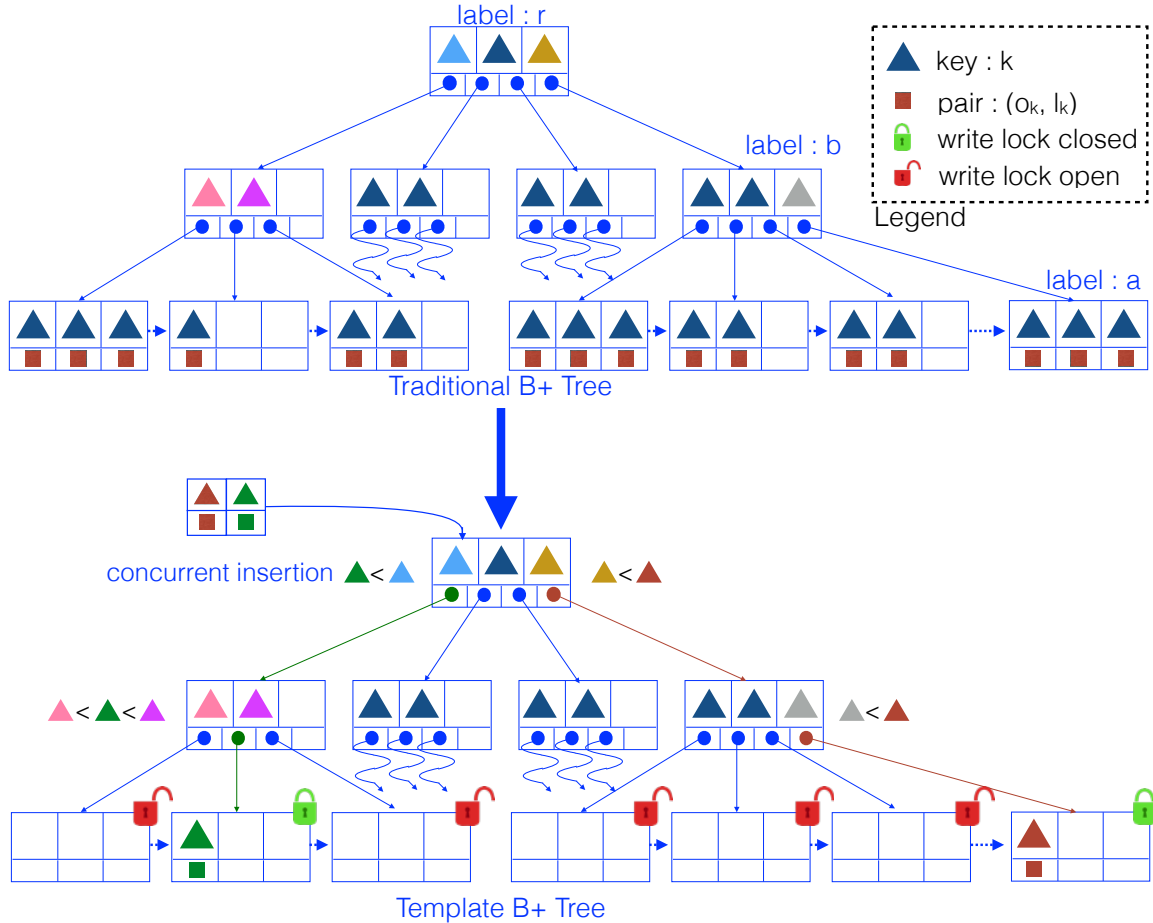 label : r
key : k
pair : (oₖ, lₖ)
write lock closed
write lock open
Legend
label : b
label : a
Traditional B+ Tree
concurrent insertion < <
< < <
Template B+ Tree